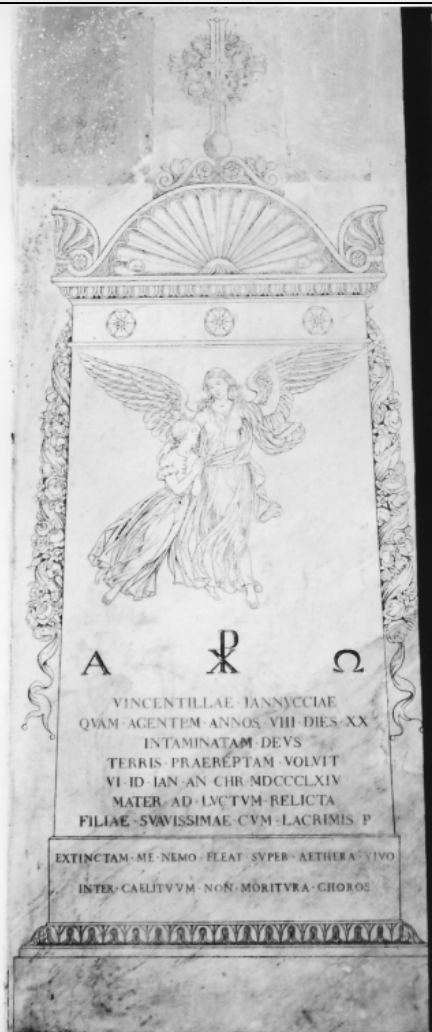 Α ☧ Ω
VINCENTILLAE · IANNVCCIAE
QVAM · AGENTEM · ANNOS · VIII · DIES · XX
INTAMINATAM · DEVS
TERRIS · PRAEREPTAM · VOLVIT
VI · ID · IAN · AN · CHR · MDCCCLXIV
MATER · AD · LVCTVM · RELICTA
FILIAE · SVAVISSIMAE · CVM · LACRIMIS · P
EXTINCTAM · ME · NEMO · FLEAT · SVPER · AETHERA · VIVO
INTER · CAELITVVM · NON · MORITVRA · CHOROS